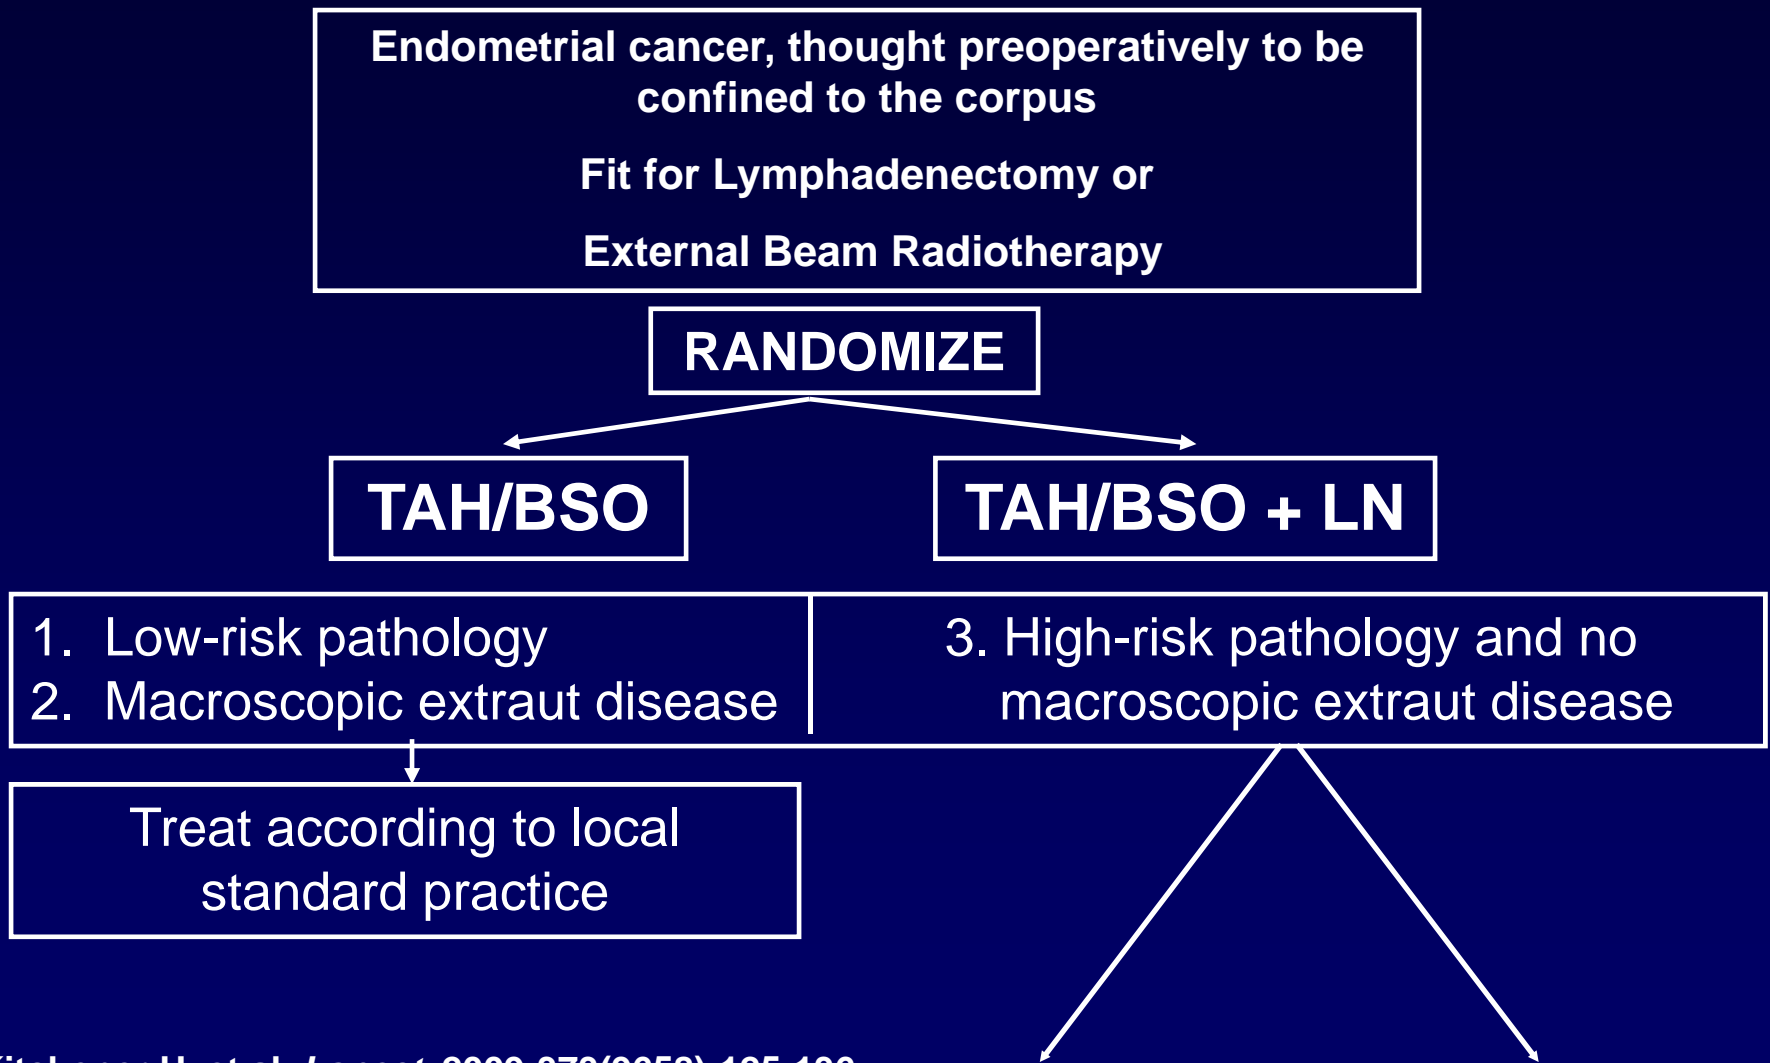 Endometrial cancer, thought preoperatively to be
confined to the corpus
Fit for Lymphadenectomy or
External Beam Radiotherapy
RANDOMIZE
TAH/BSO
TAH/BSO + LN
1. Low-risk pathology
2. Macroscopic extraut disease
3. High-risk pathology and no
macroscopic extraut disease
Treat according to local
standard practice